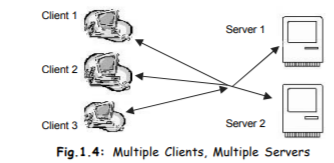 Client 1
Server 1
Client 2
Client 3
Server 2
Fig.1.4: Multiple Clients, Multiple Servers